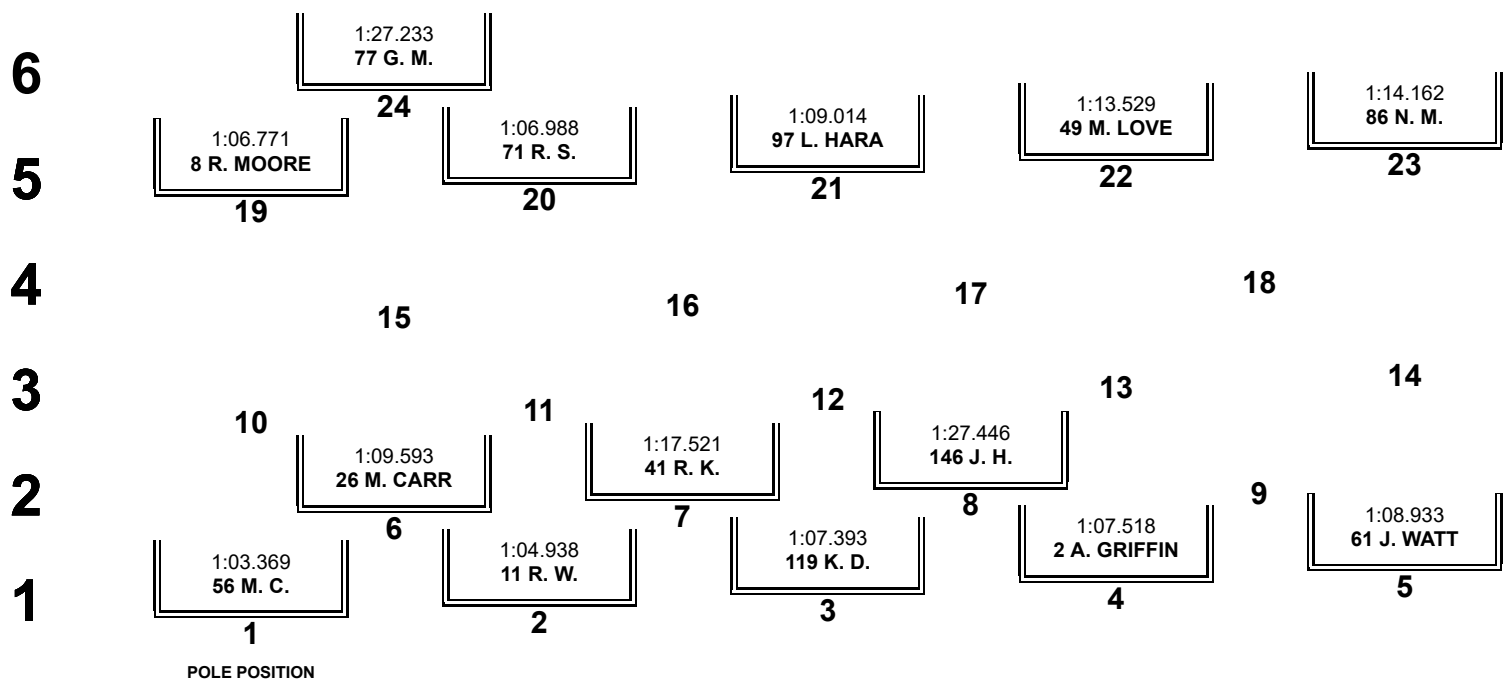 6
1:27.233
77 G. M.
24
1:06.771
8 R. MOORE
19
1:06.988
71 R. S.
20
1:09.014
97 L. HARA
21
1:13.529
49 M. LOVE
22
1:14.162
86 N. M.
23
5
4
15
16
17
18
3
10
11
12
13
14
2
1:09.593
26 M. CARR
6
1:17.521
41 R. K.
7
1:27.446
146 J. H.
8
9
1
1:03.369
56 M. C.
1
1:04.938
11 R. W.
2
1:07.393
119 K. D.
3
1:07.518
2 A. GRIFFIN
4
1:08.933
61 J. WATT
5
POLE POSITION